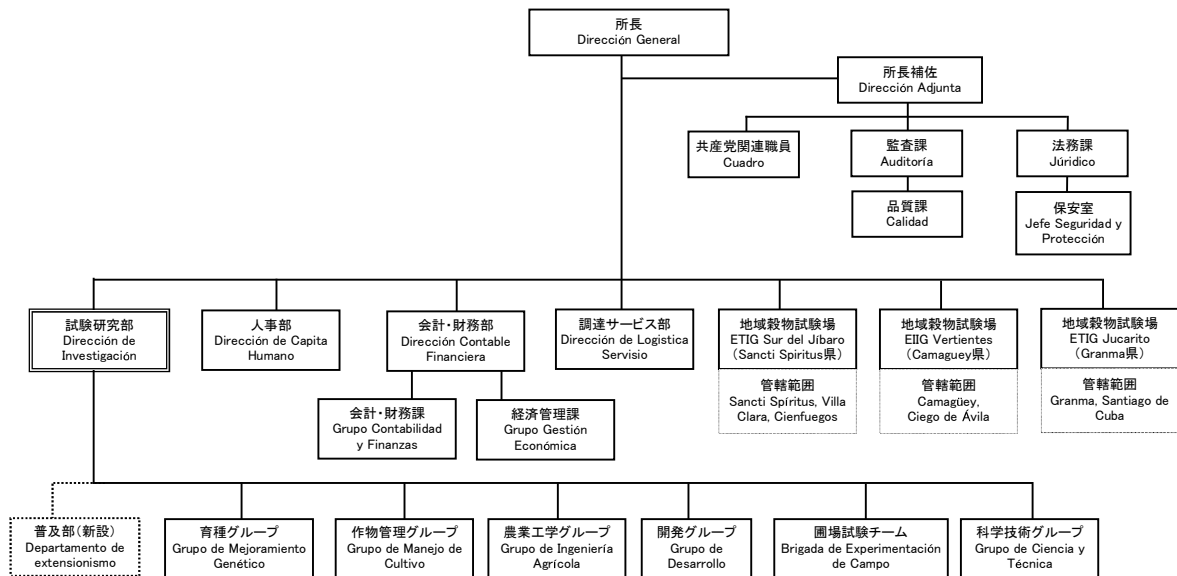 所長
Dirección General
所長補佐
Dirección Adjunta
共産党関連職員
Cuadro
監査課
Auditoría
法務課
Júridico
品質課
Calidad
保安室
Jefe Seguridad y
Protección
試験研究部
Dirección de
Investigación
人事部
Dirección de Capita
Humano
会計・財務部
Dirección Contable
Financiera
調達サービス部
Dirección de Logistica
Servisio
地域穀物試験場
ETIG Sur del Jíbaro
(Sancti Spiritus県)
地域穀物試験場
EIIG Vertientes
(Camaguey県)
地域穀物試験場
ETIG Jucarito
(Granma県)
管轄範囲
Sancti Spíritus, Villa
Clara, Cienfuegos
管轄範囲
Camagüey,
Ciego de Ávila
管轄範囲
Granma, Santiago de
Cuba
会計・財務課
Grupo Contabilidad
y Finanzas
経済管理課
Grupo Gestión
Económica
普及部(新設)
Departamento de
extensionismo
育種グループ
Grupo de Mejoramiento
Genético
作物管理グループ
Grupo de Manejo de
Cultivo
農業工学グループ
Grupo de Ingeniería
Agrícola
開発グループ
Grupo de
Desarrollo
圃場試験チーム
Brigada de Experimentación
de Campo
科学技術グループ
Grupo de Ciencia y
Técnica